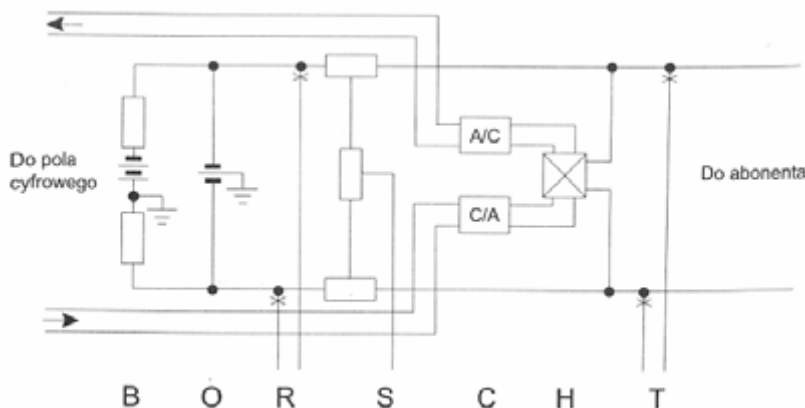 A/C
Do pola
cyfrowego
Do abonenta
C/A
B O R S C H T